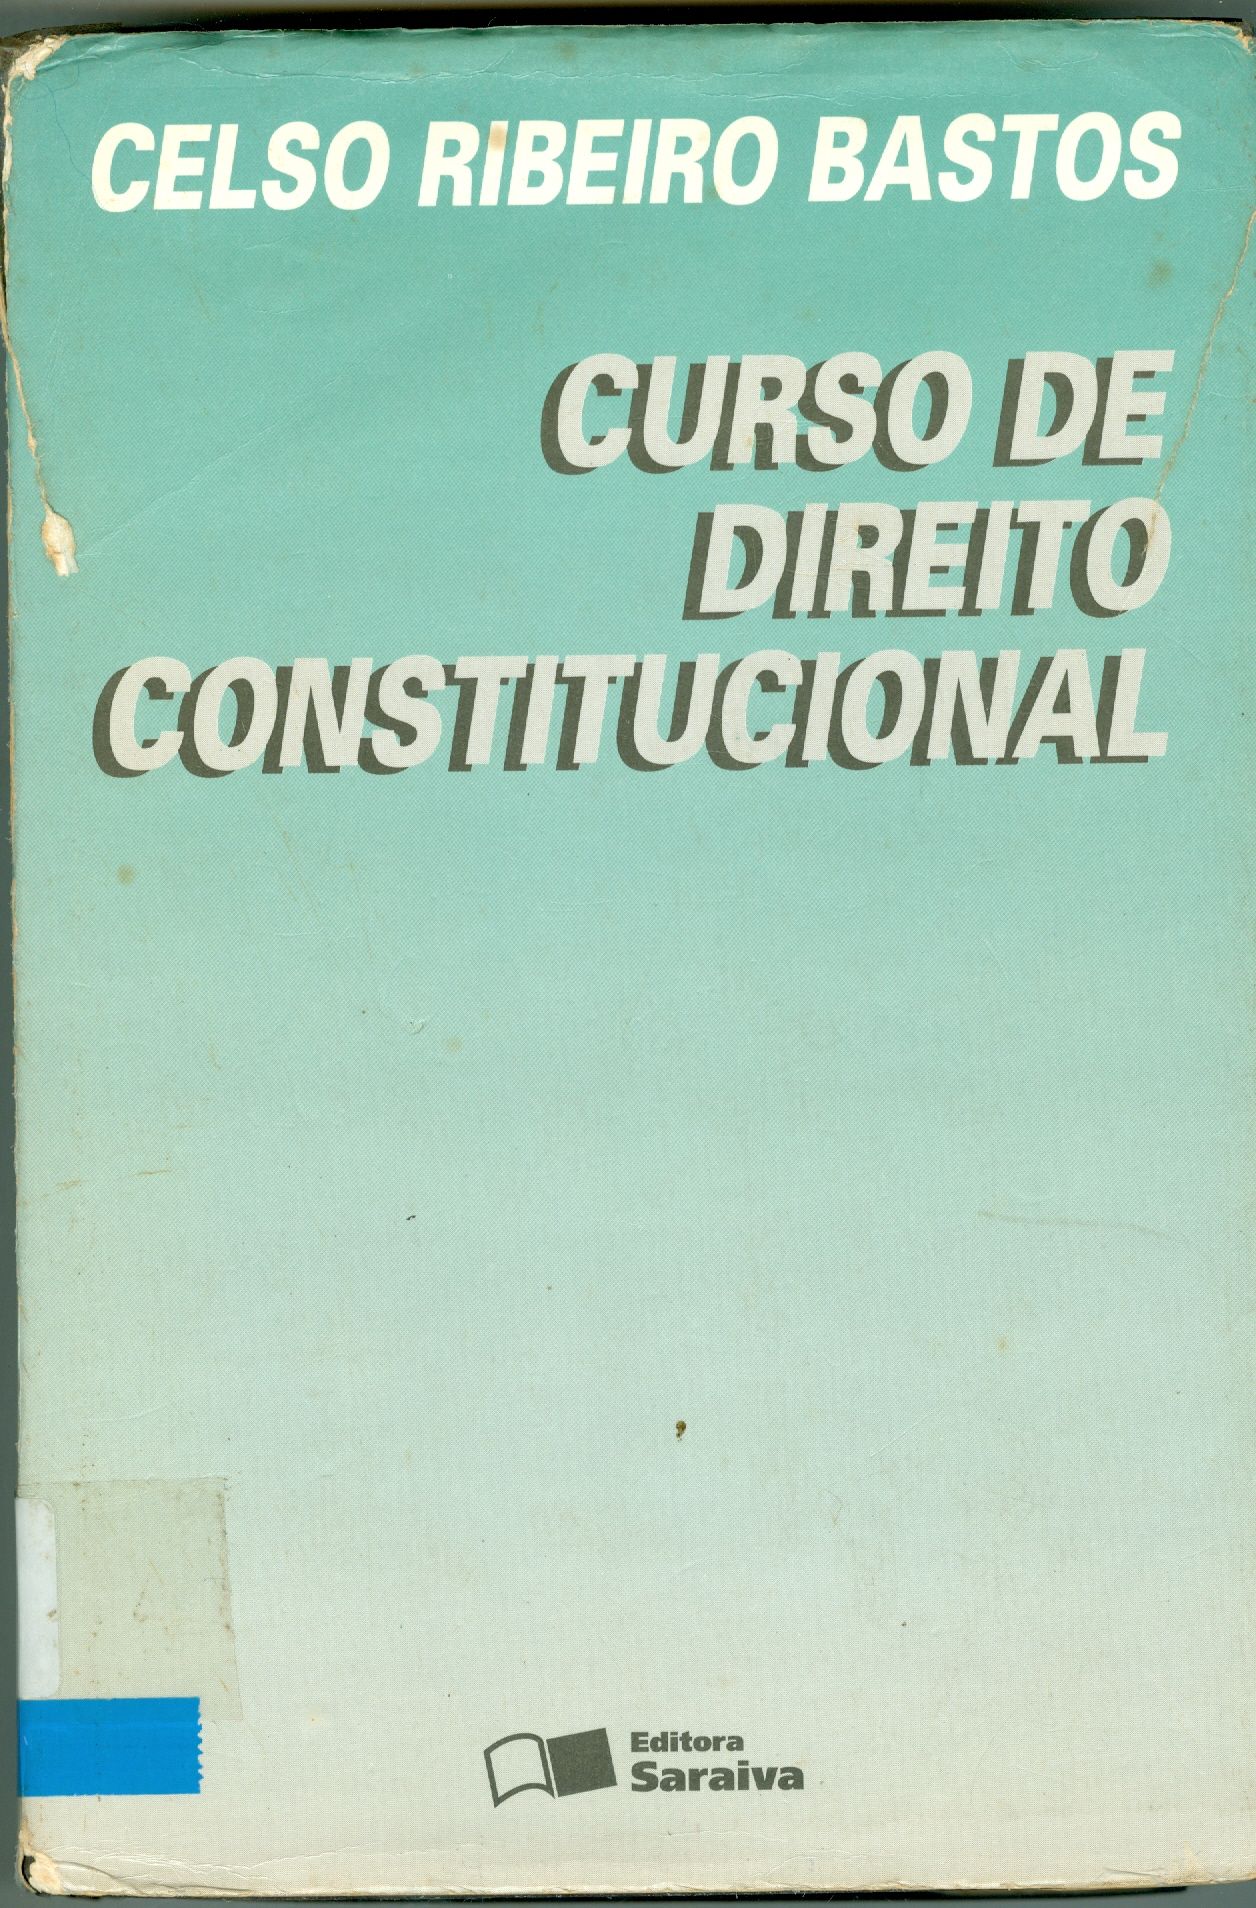 CELSO RIBEIRO BASTOS
CURSO DE
DIREITO
CONSTITUCIONAL
Editora
Saraiva